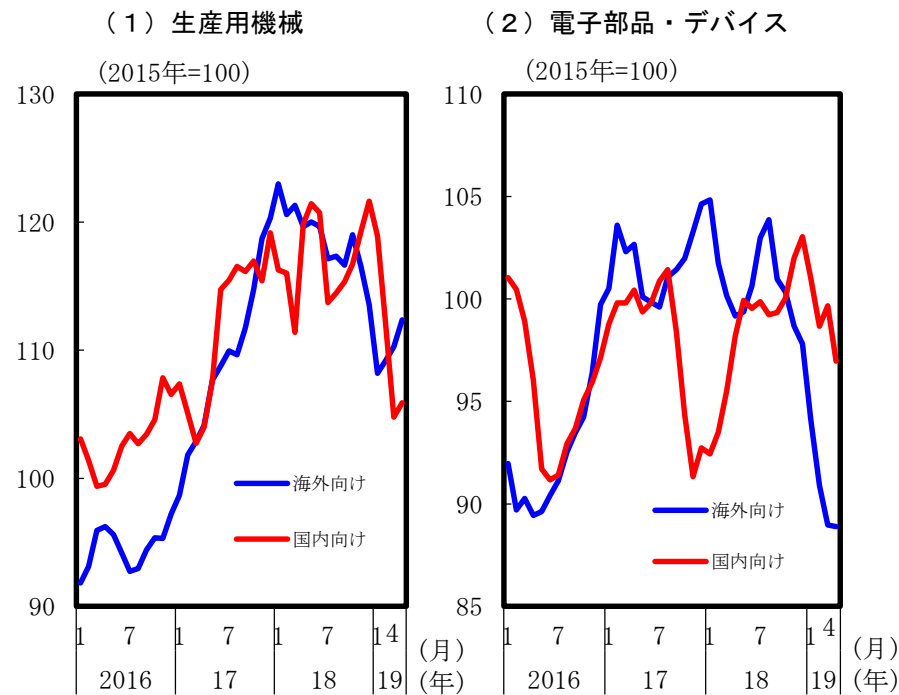 （１）生産用機械
(2015年=100)
130
120
110
100
90
海外向け
国内向け
1 7 1 7 1 7 1 4 (月)
2016 17 18 19 (年)
（２）電子部品・デバイス
(2015年=100)
110
105
100
95
90
85
海外向け
国内向け
1 7 1 7 1 7 1 4 (月)
2016 17 18 19 (年)